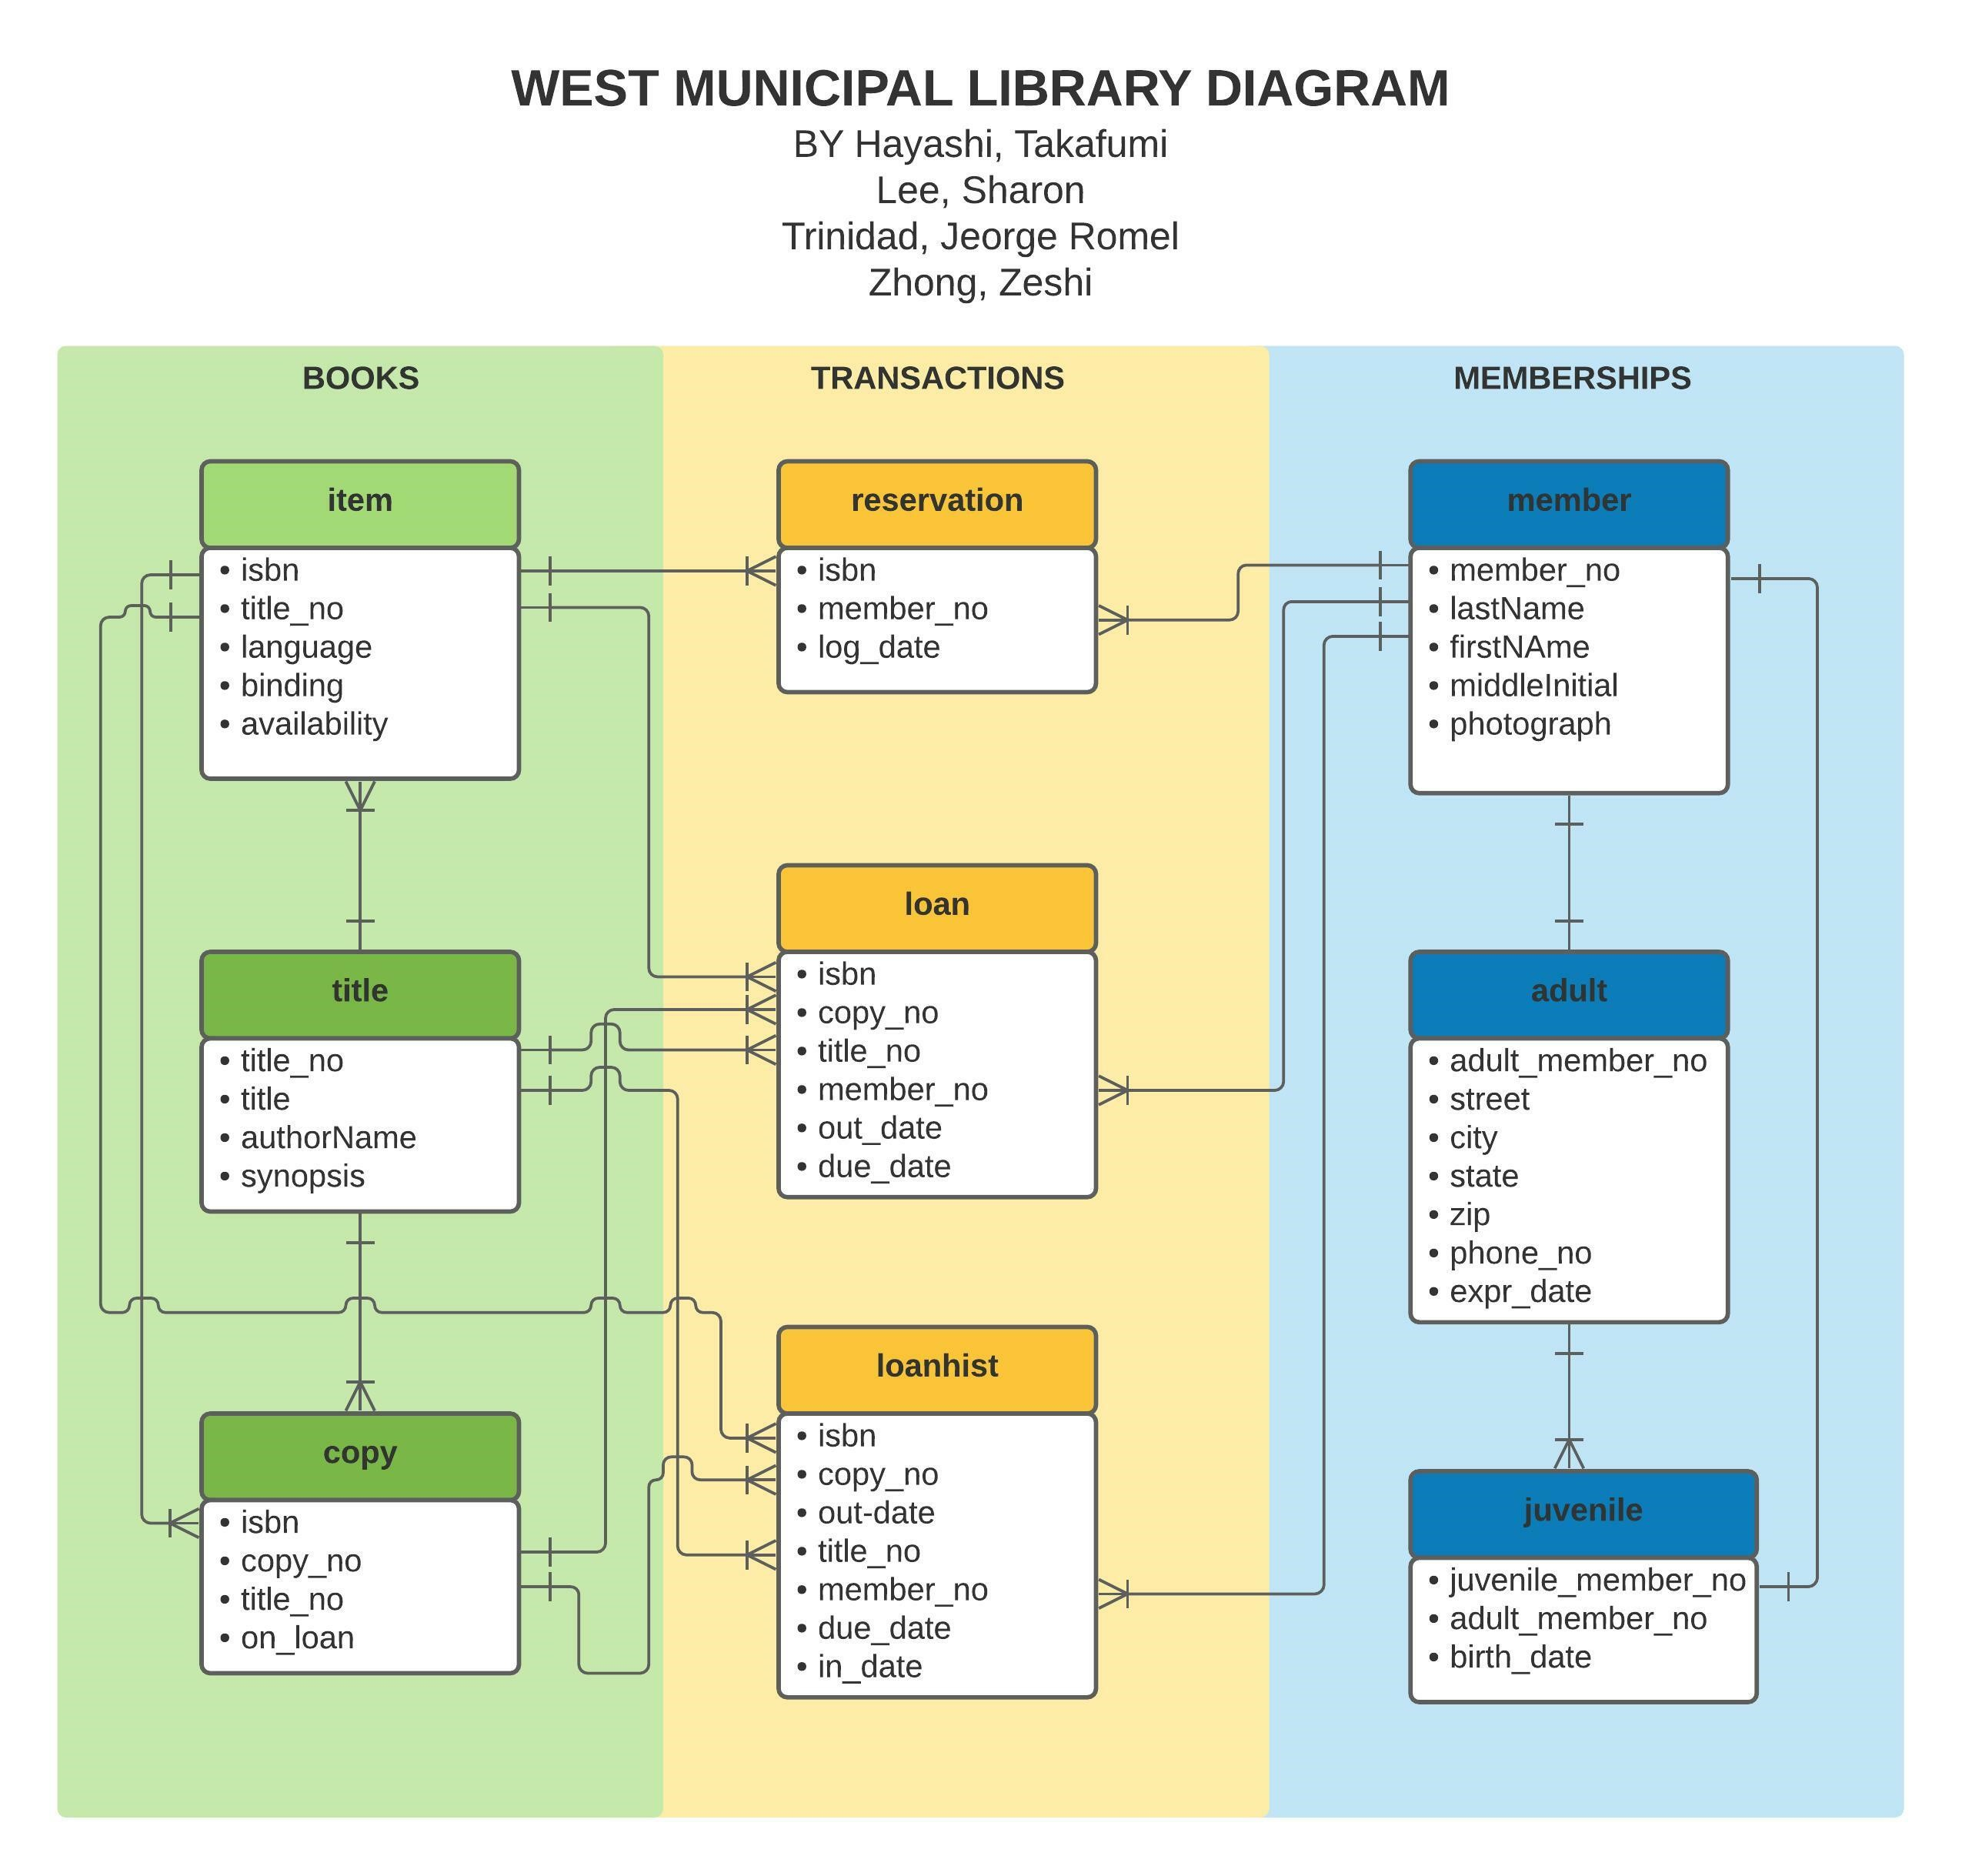 WEST MUNICIPAL LIBRARY DIAGRAM
BY Hayashi, Takafumi
Lee, Sharon
Trinidad, Jeorge Romel
Zhong, Zeshi
BOOKS
item
• isbn
• title_no
• language
• binding
• availability
title
• title_no
• title
• authorName
• synopsis
copy
• isbn
• copy_no
• title_no
• on_loan
TRANSACTIONS
reservation
• isbn
• member_no
• log_date
loan
• isbn
• copy_no
• title_no
• member_no
• out_date
• due_date
loanhist
• isbn
• copy_no
• out-date
• title_no
• member_no
• due_date
• in_date
MEMBERSHIPS
member
• member_no
• lastName
• firstNAme
• middleInitial
• photograph
adult
• adult_member_no
• street
• city
• state
• zip
• phone_no
• expr_date
juvenile
• juvenile_member_no
• adult_member_no
• birth_date